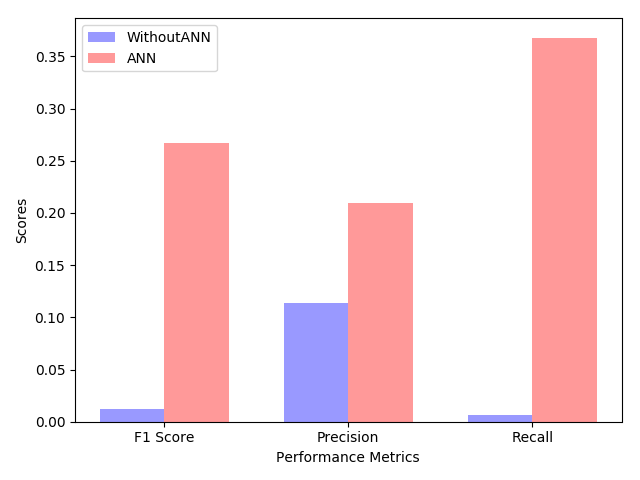 WithoutANN
ANN
0.35
0.30
0.25
0.20
0.15
0.10
0.05
0.00
Scores
F1 Score Precision Recall
Performance Metrics